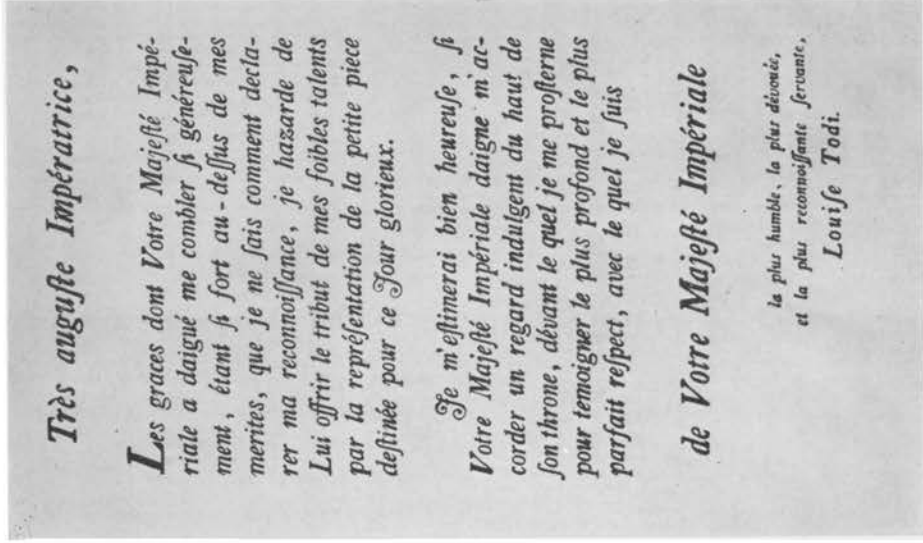 Très auguſte Impératrice,
Les graces dont Votre Majeſté Impé-
riale a daigué me combler ſi généreuſe-
ment, étant ſi fort au-deſſus de mes
merites, que je ne ſais comment decla-
rer ma reconnoiſſance, je hazarde de
Lui offrir le tribut de mes foibles talents
par la repréſentation de la petite piece
deſtinée pour ce Jour glorieux.
Je m'eſtimerai bien heureuſe, ſi
Votre Majeſté Impériale daigne m'ac-
corder un regard indulgent du haut de
ſon throne, dévant le quel je me proſterne
pour temoigner le plus profond et le plus
parfait reſpect, avec le quel je ſuis
de Votre Majeſté Impériale
la plus humble, la plus dévouée,
et la plus reconnoiſſante ſervante,
Louiſe Todi.